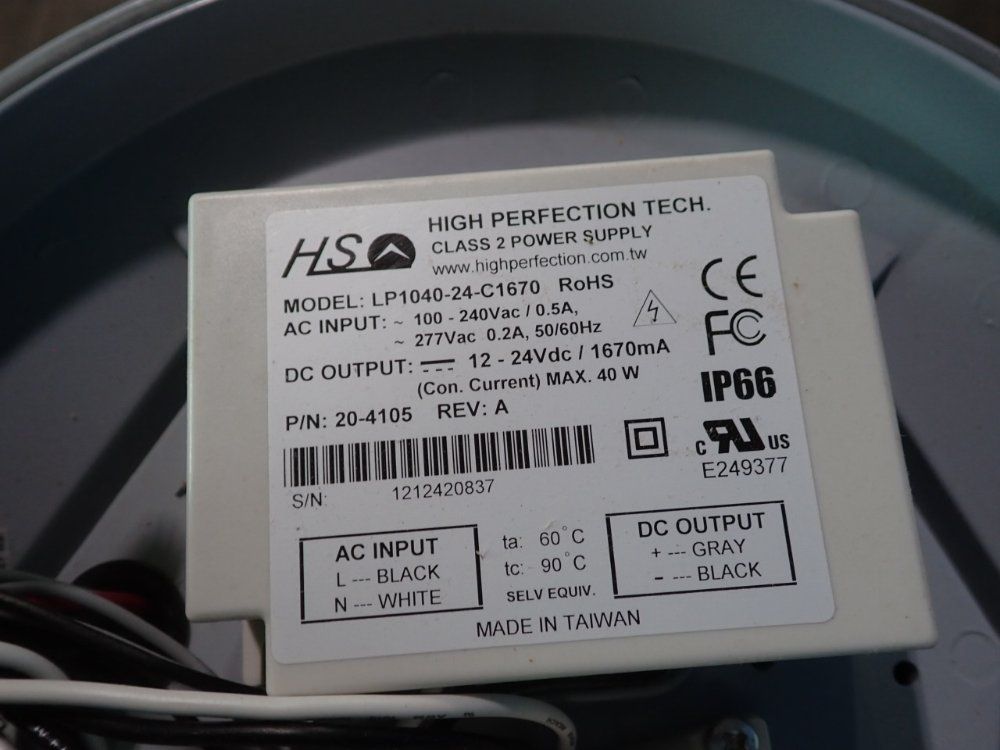 HS
HIGH PERFECTION TECH.
CLASS 2 POWER SUPPLY
www.highperfection.com.tw
MODEL: LP1040-24-C1670 RoHS
AC INPUT: ~ 100 - 240Vac / 0.5A,
~ 277Vac 0.2A, 50/60Hz
DC OUTPUT: 12 - 24Vdc / 1670mA
(Con. Current) MAX. 40 W
P/N: 20-4105 REV: A
CE
FC
IP66
c RU US
E249377
S/N: 1212420837
AC INPUT
L --- BLACK
N --- WHITE
ta: 60°C
tc: 90°C
SELV EQUIV.
DC OUTPUT
+ --- GRAY
- --- BLACK
MADE IN TAIWAN